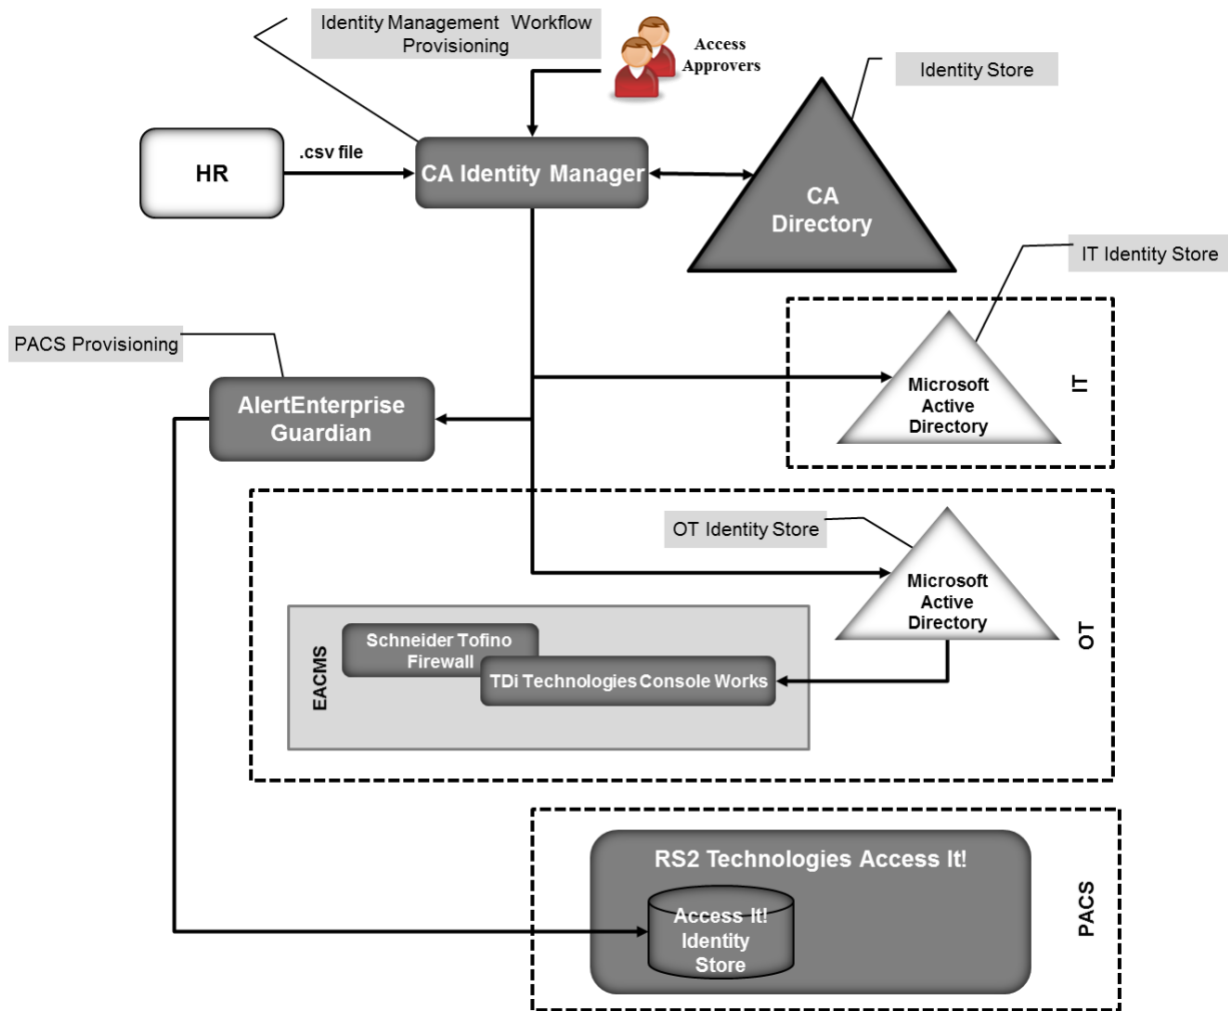 Identity Management Workflow
Provisioning
Access
Approvers
Identity Store
HR
.csv file
CA Identity Manager
CA
Directory
IT Identity Store
PACS Provisioning
AlertEnterprise
Guardian
Microsoft
Active
Directory
IT
OT Identity Store
Microsoft
Active
Directory
OT
EACMS
Schneider Tofino
Firewall
TDi Technologies Console Works
RS2 Technologies Access It!
Access It!
Identity
Store
PACS